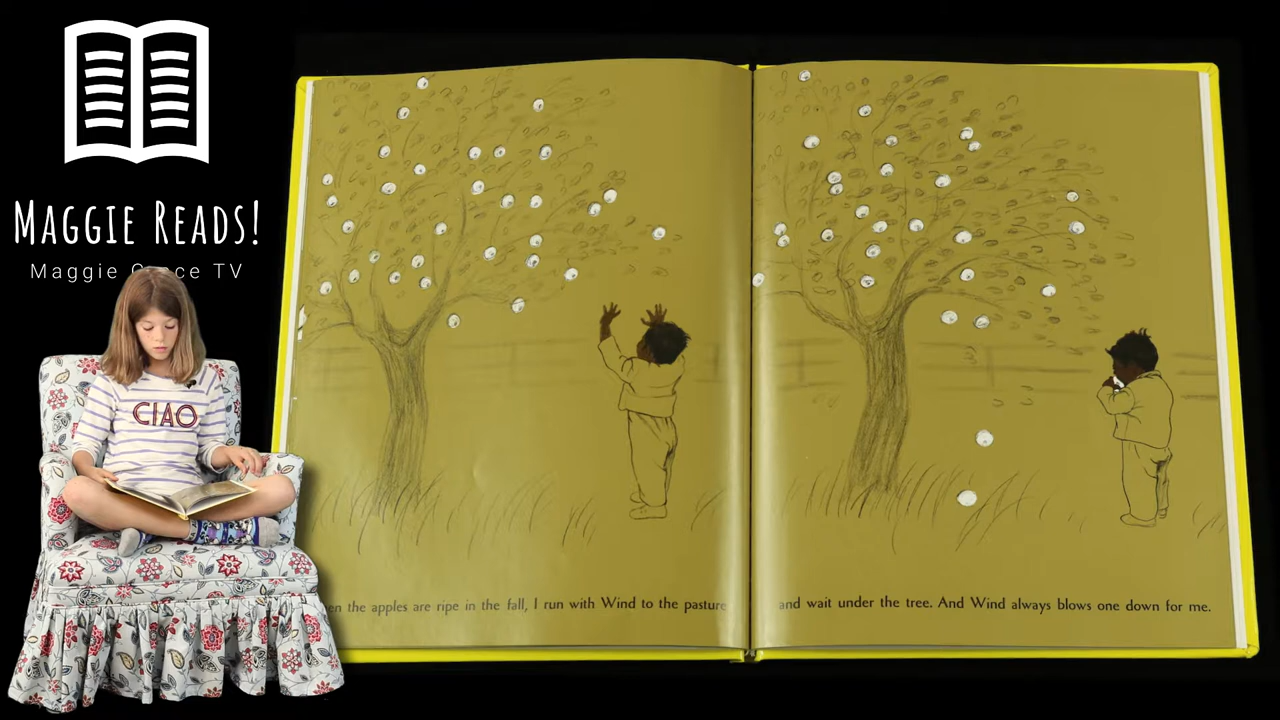 MAGGIE READS!
Maggie TV
CIAO
the apples are ripe in the fall, I run with Wind to the pasture
and wait under the tree. And Wind always blows one down for me.